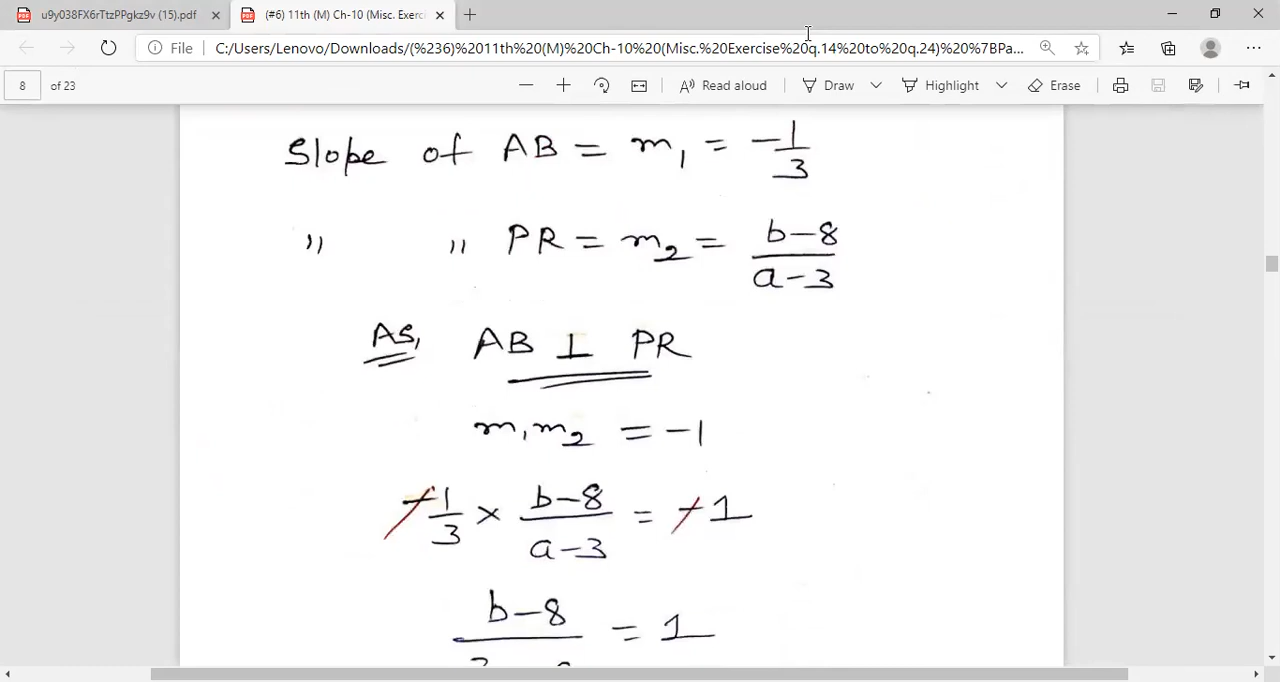 u9y038FX6rTtzPPgkz9v (15).pdf
(#6) 11th (M) Ch-10 (Misc. Exerci
File
C:/Users/Lenovo/Downloads/(%236)%2011th%20(M)%20Ch-10%20(Misc.%20Exercise%20q.14%20to%20q.24)%20%7BPa...
8 of 23
Read aloud
Draw
Highlight
Erase
Slope of AB = m₁ = -1/3
" " PR = m₂ = b-8/a-3
As, AB ⊥ PR
m₁m₂ = -1
-1/3 × b-8/a-3 = -1
b-8
= 1